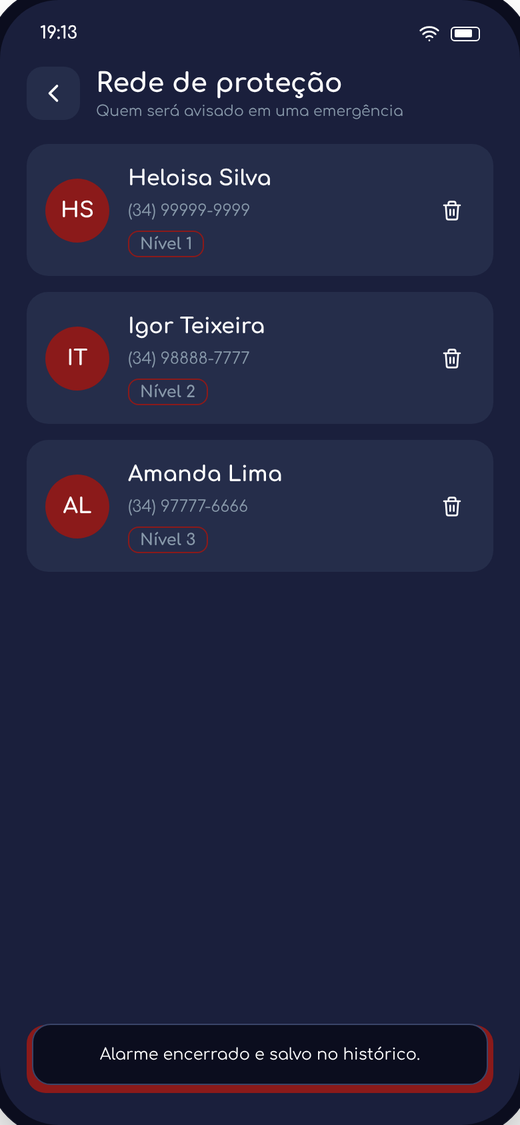 19:13
Rede de proteção
Quem será avisado em uma emergência
HS
Heloisa Silva
(34) 99999-9999
Nível 1
IT
Igor Teixeira
(34) 98888-7777
Nível 2
AL
Amanda Lima
(34) 97777-6666
Nível 3
Alarme encerrado e salvo no histórico.